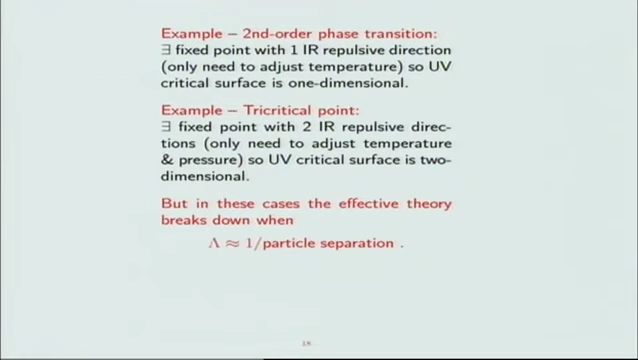 Example – 2nd-order phase transition:
∃ fixed point with 1 IR repulsive direction
(only need to adjust temperature) so UV
critical surface is one-dimensional.
Example – Tricritical point:
∃ fixed point with 2 IR repulsive direc-
tions (only need to adjust temperature
& pressure) so UV critical surface is two-
dimensional.
But in these cases the effective theory
breaks down when
Λ ≈ 1/particle separation .